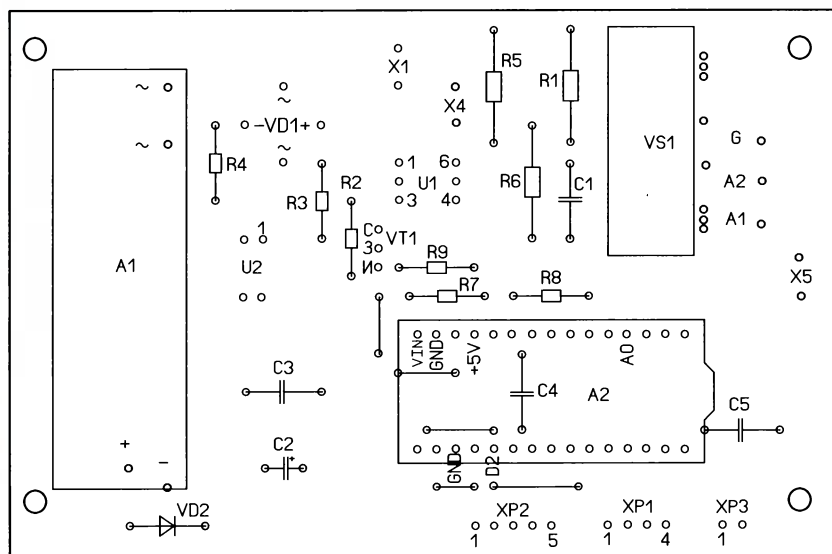 X1
R5
R1
~
~
X4
-VD1+
VS1
G
~
R4
1
6
R6
C1
A2
R3
R2
U1
3
4
A1
C
VT1
1
З
A1
U2
И
R9
X5
R7
R8
VIN
GND
+5V
A0
C3
C4
A2
C5
+
C2
+
-
GND
D2
VD2
XP2
XP1
XP3
1
5
1
4
1